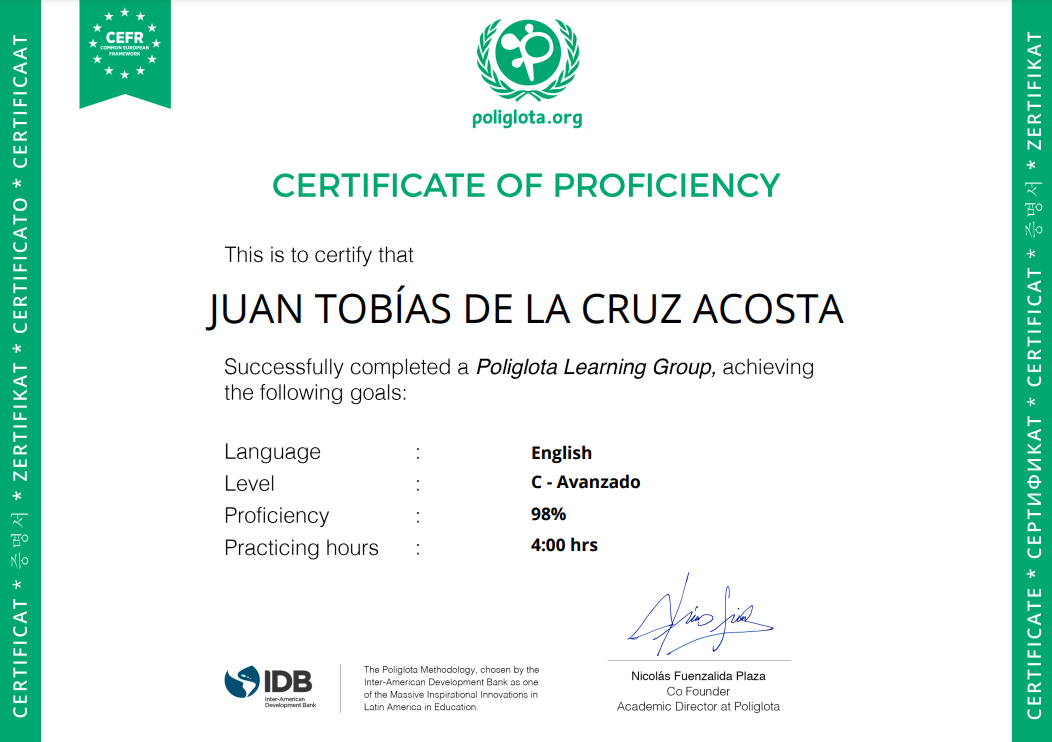 CEFR
COMMON EUROPEAN
FRAMEWORK
poliglota.org
CERTIFICATE OF PROFICIENCY
This is to certify that
JUAN TOBÍAS DE LA CRUZ ACOSTA
Successfully completed a Poliglota Learning Group, achieving
the following goals:
Language : English
Level : C - Avanzado
Proficiency : 98%
Practicing hours : 4:00 hrs
IDB
Inter-American
Development Bank
The Poliglota Methodology, chosen by the
Inter-American Development Bank as one
of the Massive Inspirational Innovations in
Latin America in Education.
Nicolás Fuenzalida Plaza
Co Founder
Academic Director at Poliglota
CERTIFICAT * 증명서 * ZERTIFIKAT * CERTIFICATO * CERTIFICAAT
CERTIFICATE * СЕРТИФИКАТ * CERTIFICAT * 증명서 * ZERTIFIKAT